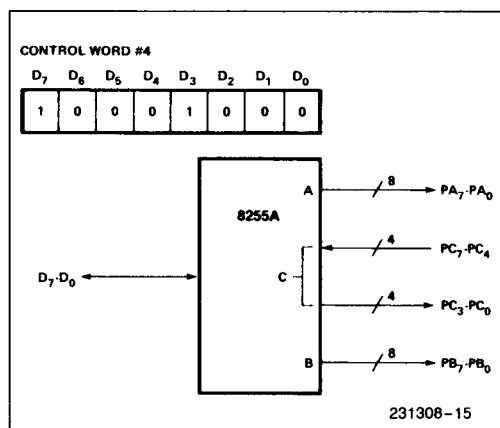 CONTROL WORD #4
D7 D6 D5 D4 D3 D2 D1 D0
1 0 0 0 1 0 0 0
A 8 PA7-PA0
8255A
4 PC7-PC4
D7-D0 C
4 PC3-PC0
B 8 PB7-PB0
231308-15